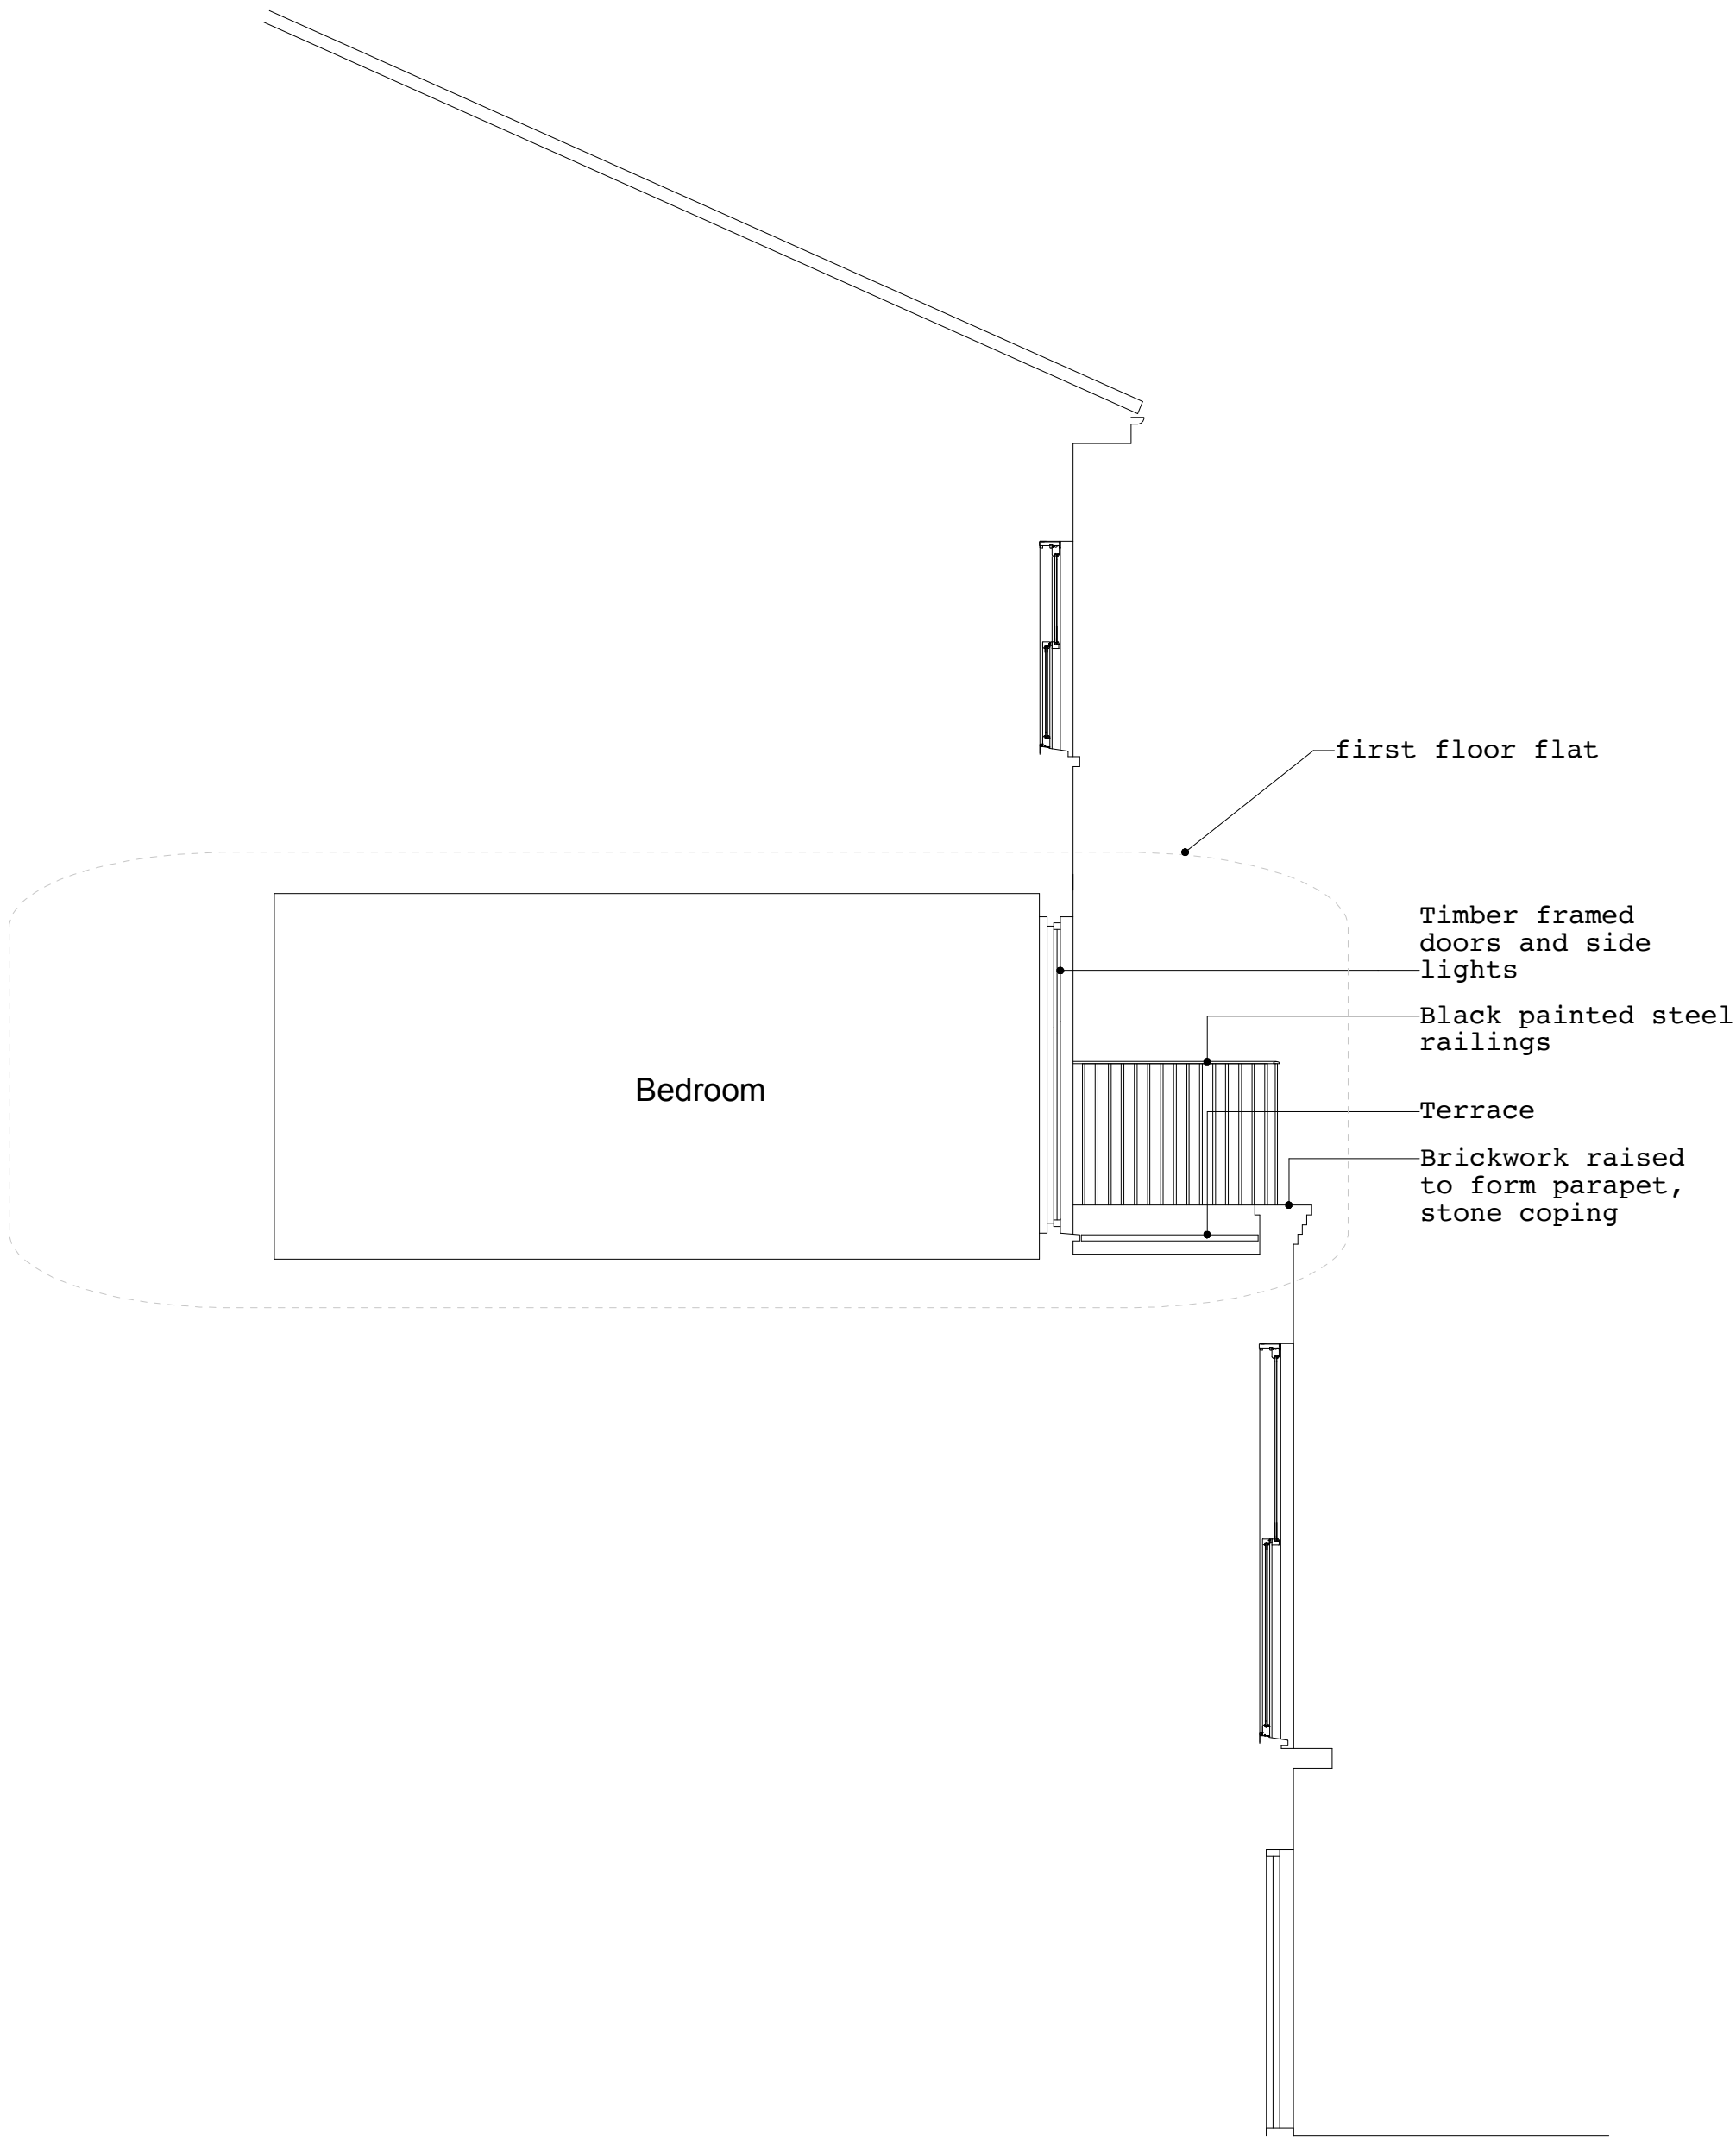 first floor flat
Timber framed
doors and side
lights
Black painted steel
railings
Bedroom
Terrace
Brickwork raised
to form parapet,
stone coping